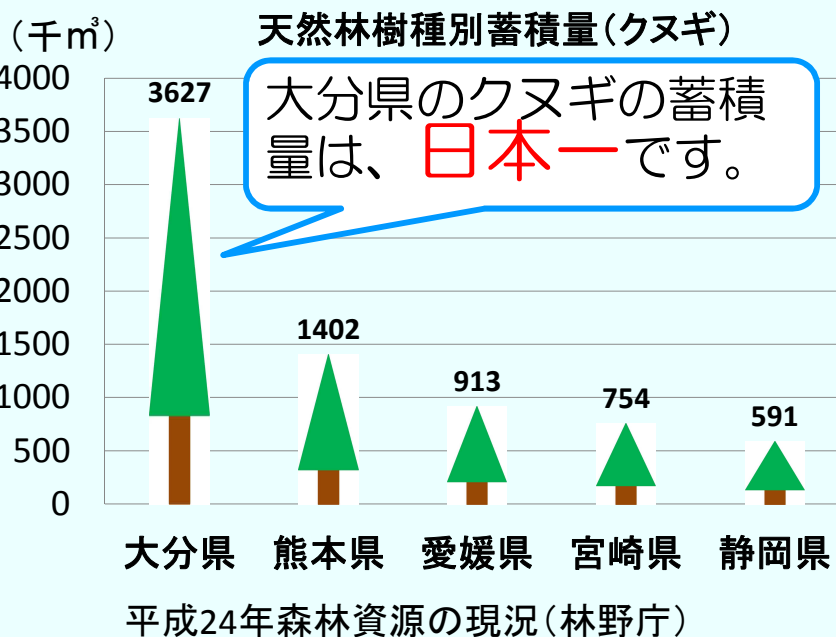 (千㎥)
天然林樹種別蓄積量(クヌギ)
大分県のクヌギの蓄積
量は、日本一です。
4000
3500
3000
2500
2000
1500
1000
500
0
3627
1402
913
754
591
大分県
熊本県
愛媛県
宮崎県
静岡県
平成24年森林資源の現況(林野庁)